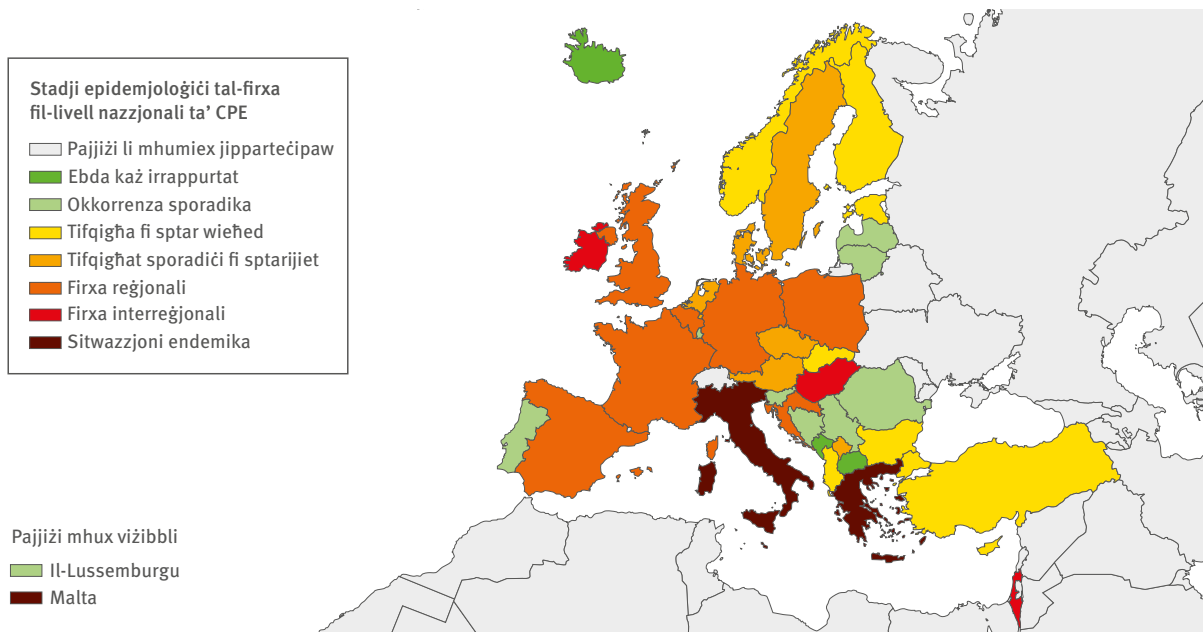 Stadji epidemjoloġiċi tal-firxa
fil-livell nazzjonali ta’ CPE
Pajjiżi li mhumiex jipparteċipaw
Ebda każ irrappurtat
Okkorrenza sporadika
Tifqigħa fi sptar wieħed
Tifqigħat sporadiċi fi sptarijiet
Firxa reġjonali
Firxa interreġjonali
Sitwazzjoni endemika
Pajjiżi mhux viżibbli
Il-Lussemburgu
Malta